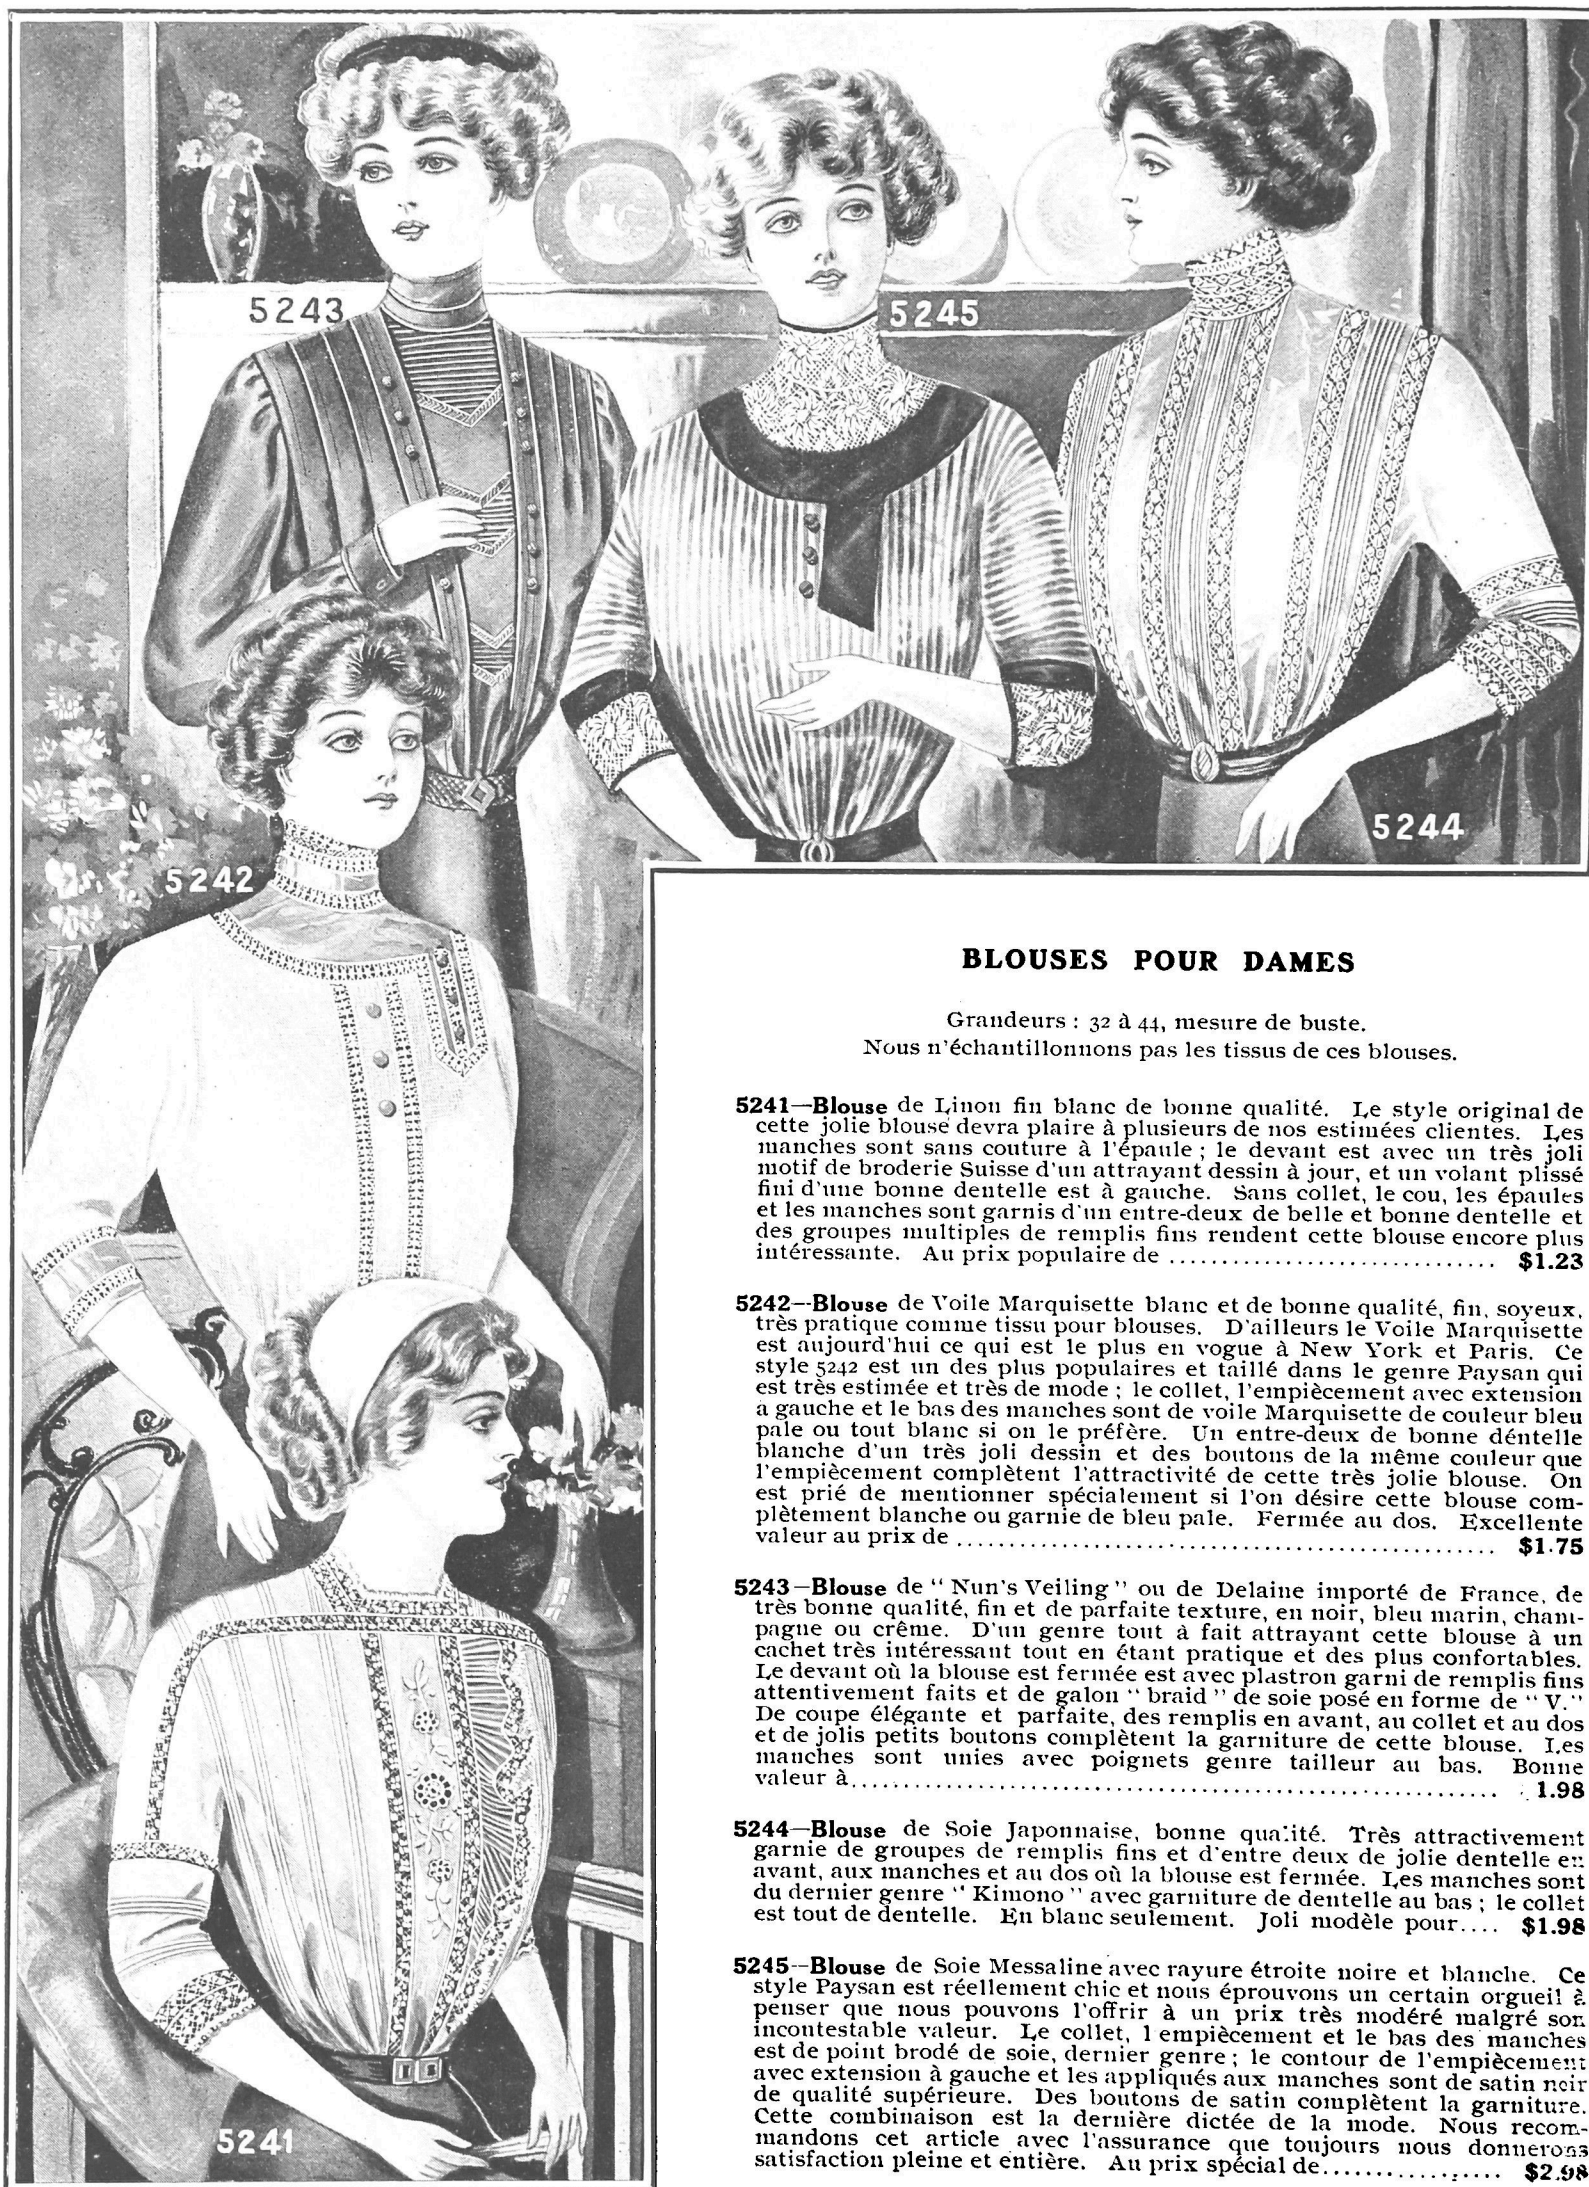 5243
5245
5244
5242
5241
BLOUSES POUR DAMES
Grandeurs : 32 à 44, mesure de buste.
Nous n'échantillonnons pas les tissus de ces blouses.
5241—Blouse de Linon fin blanc de bonne qualité. Le style original de
cette jolie blouse devra plaire à plusieurs de nos estimées clientes. Les
manches sont sans couture à l'épaule ; le devant est avec un très joli
motif de broderie Suisse d'un attrayant dessin à jour, et un volant plissé
fini d'une bonne dentelle est à gauche. Sans collet, le cou, les épaules
et les manches sont garnis d'un entre-deux de belle et bonne dentelle et
des groupes multiples de remplis fins rendent cette blouse encore plus
intéressante. Au prix populaire de ............................... $1.23
5242--Blouse de Voile Marquisette blanc et de bonne qualité, fin, soyeux,
très pratique comme tissu pour blouses. D'ailleurs le Voile Marquisette
est aujourd'hui ce qui est le plus en vogue à New York et Paris. Ce
style 5242 est un des plus populaires et taillé dans le genre Paysan qui
est très estimée et très de mode ; le collet, l'empiècement avec extension
a gauche et le bas des manches sont de voile Marquisette de couleur bleu
pale ou tout blanc si on le préfère. Un entre-deux de bonne déntelle
blanche d'un très joli dessin et des boutons de la même couleur que
l'empiècement complètent l'attractivité de cette très jolie blouse. On
est prié de mentionner spécialement si l'on désire cette blouse com-
plètement blanche ou garnie de bleu pale. Fermée au dos. Excellente
valeur au prix de .................................................... $1.75
5243—Blouse de "Nun's Veiling" ou de Delaine importé de France, de
très bonne qualité, fin et de parfaite texture, en noir, bleu marin, cham-
pagne ou crême. D'un genre tout à fait attrayant cette blouse à un
cachet très intéressant tout en étant pratique et des plus confortables.
Le devant où la blouse est fermée est avec plastron garni de remplis fins
attentivement faits et de galon "braid" de soie posé en forme de "V."
De coupe élégante et parfaite, des remplis en avant, au collet et au dos
et de jolis petits boutons complètent la garniture de cette blouse. Les
manches sont unies avec poignets genre tailleur au bas. Bonne
valeur à.............................................................. 1.98
5244—Blouse de Soie Japonnaise, bonne qualité. Très attractivement
garnie de groupes de remplis fins et d'entre deux de jolie dentelle en
avant, aux manches et au dos où la blouse est fermée. Les manches sont
du dernier genre "Kimono" avec garniture de dentelle au bas ; le collet
est tout de dentelle. En blanc seulement. Joli modèle pour.... $1.98
5245--Blouse de Soie Messaline avec rayure étroite noire et blanche. Ce
style Paysan est réellement chic et nous éprouvons un certain orgueil à
penser que nous pouvons l'offrir à un prix très modéré malgré son
incontestable valeur. Le collet, l empiècement et le bas des manches
est de point brodé de soie, dernier genre ; le contour de l'empiècement
avec extension à gauche et les appliqués aux manches sont de satin noir
de qualité supérieure. Des boutons de satin complètent la garniture.
Cette combinaison est la dernière dictée de la mode. Nous recom-
mandons cet article avec l'assurance que toujours nous donnerons
satisfaction pleine et entière. Au prix spécial de................. $2.98